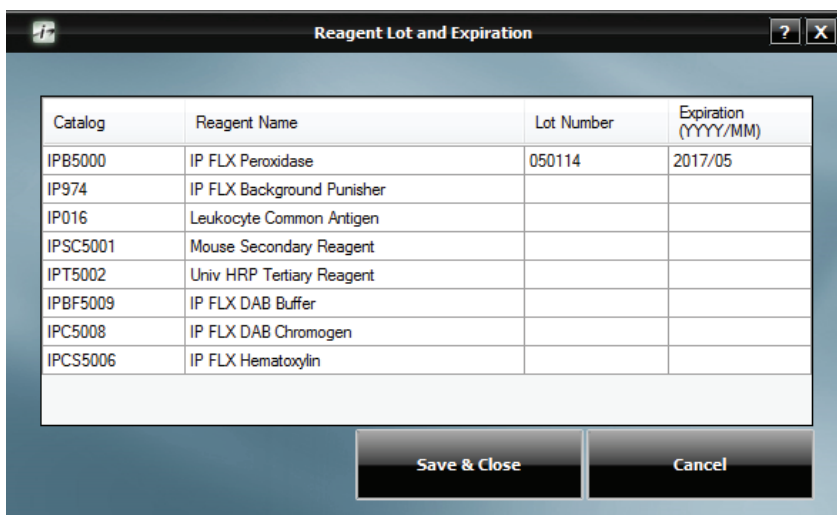 Reagent Lot and Expiration ? X
Catalog Reagent Name Lot Number Expiration (YYYY/MM)
IPB5000 IP FLX Peroxidase 050114 2017/05
IP974 IP FLX Background Punisher
IP016 Leukocyte Common Antigen
IPSC5001 Mouse Secondary Reagent
IPT5002 Univ HRP Tertiary Reagent
IPBF5009 IP FLX DAB Buffer
IPC5008 IP FLX DAB Chromogen
IPCS5006 IP FLX Hematoxylin
Save & Close Cancel